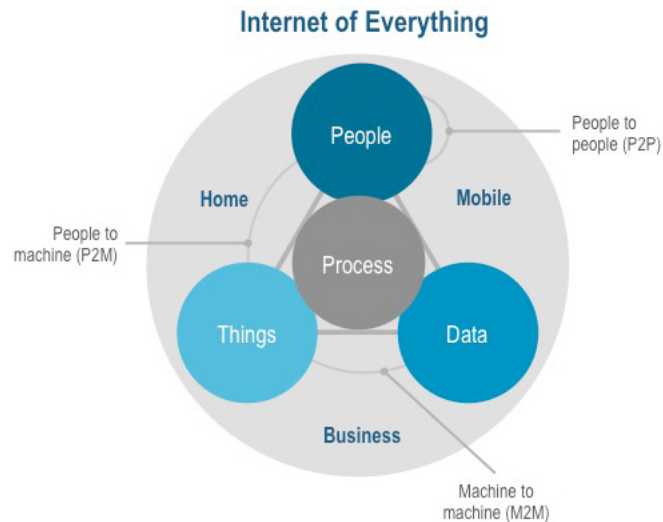 Internet of Everything
People
People to
people (P2P)
Home
Mobile
People to
machine (P2M)
Process
Things
Data
Business
Machine to
machine (M2M)